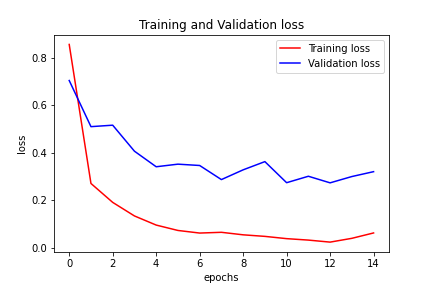 Training and Validation loss
Training loss
Validation loss
loss
0.8
0.6
0.4
0.2
0.0
0 2 4 6 8 10 12 14
epochs